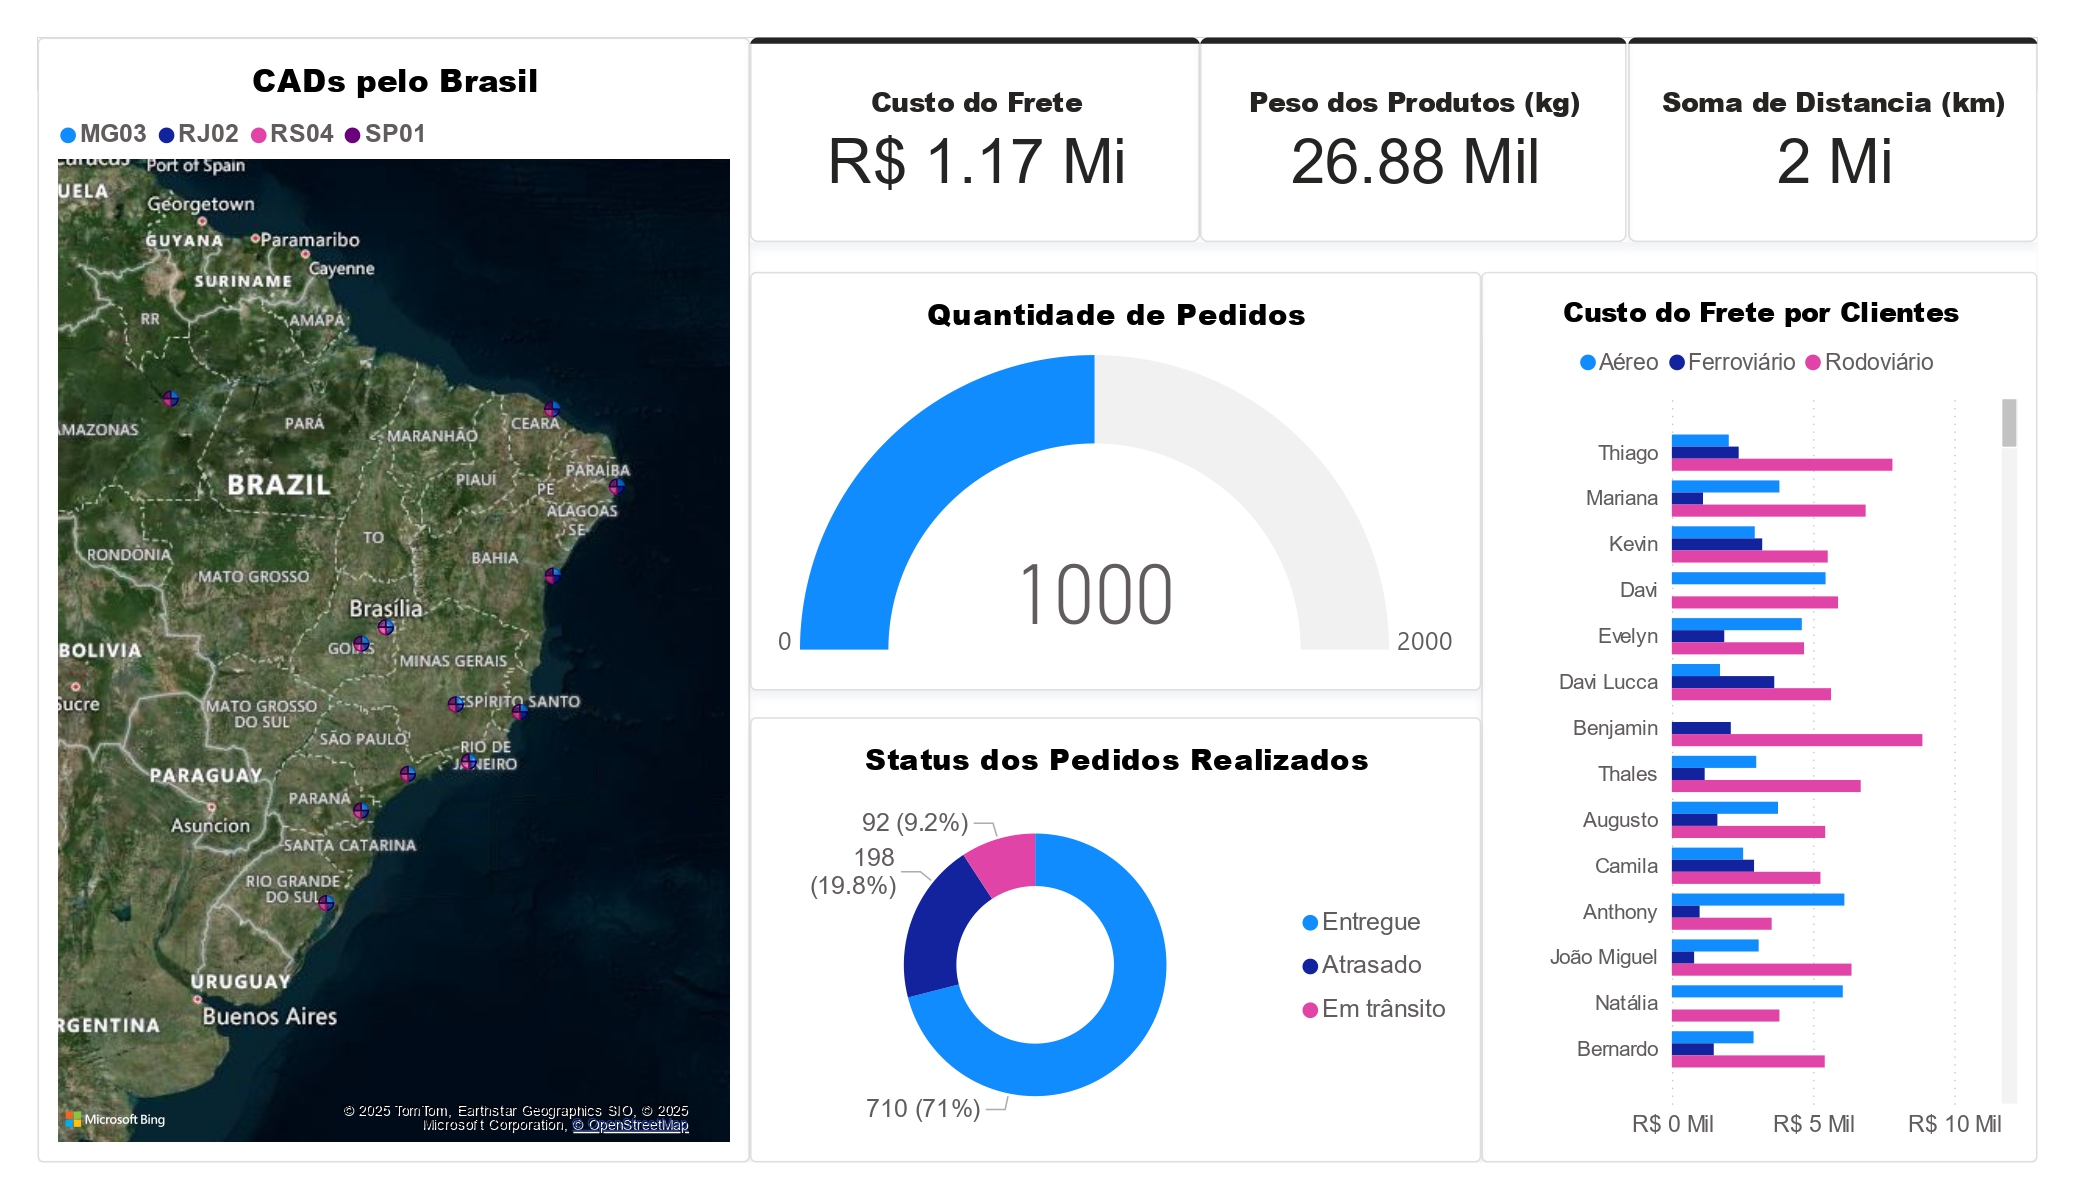 CADs pelo Brasil
MG03 RJ02 RS04 SP01
Port of Spain
UELA
Georgetown
GUYANA
Paramaribo
Cayenne
SURINAME
RR
AMAPÁ
CEARÁ
PARÁ
AMAZONAS
MARANHÃO
PARAÍBA
BRAZIL
PIAUÍ
PE
ALAGOAS
SE
TO
RONDÔNIA
BAHIA
MATO GROSSO
Brasília
BOLIVIA
GOIÁS
MINAS GERAIS
Sucre
MATO GROSSO
DO SUL
ESPÍRITO SANTO
SÃO PAULO
RIO DE
JANEIRO
PARAGUAY
PARANÁ
Asuncion
SANTA CATARINA
RIO GRANDE
DO SUL
URUGUAY
Buenos Aires
RGENTINA
Microsoft Bing
© 2025 TomTom, Earthstar Geographics SIO, © 2025
Microsoft Corporation, © OpenStreetMap
Custo do Frete
R$ 1.17 Mi
Peso dos Produtos (kg)
26.88 Mil
Soma de Distancia (km)
2 Mi
Quantidade de Pedidos
1000
0
2000
Status dos Pedidos Realizados
92 (9.2%)
198
(19.8%)
710 (71%)
Entregue
Atrasado
Em trânsito
Custo do Frete por Clientes
Aéreo Ferroviário Rodoviário
Thiago
Mariana
Kevin
Davi
Evelyn
Davi Lucca
Benjamin
Thales
Augusto
Camila
Anthony
João Miguel
Natália
Bernardo
R$ 0 Mil R$ 5 Mil R$ 10 Mil